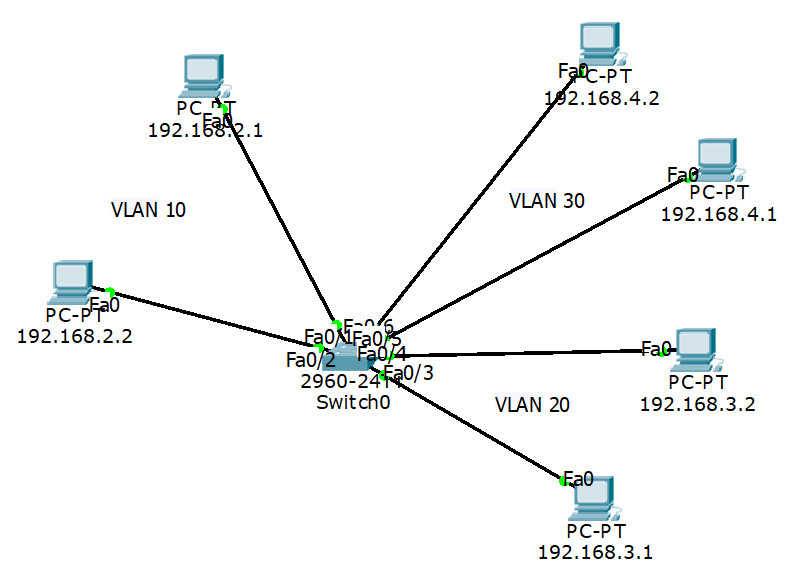 Fa0
PC-PT
192.168.4.2
PC-PT
Fa0
192.168.2.1
Fa0
PC-PT
192.168.4.1
VLAN 30
VLAN 10
Fa0
PC-PT
192.168.2.2
Fa0/6
Fa0/1
Fa0/5
Fa0/4
Fa0/2
Fa0/3
Switch0
Fa0
PC-PT
192.168.3.2
VLAN 20
Fa0
PC-PT
192.168.3.1